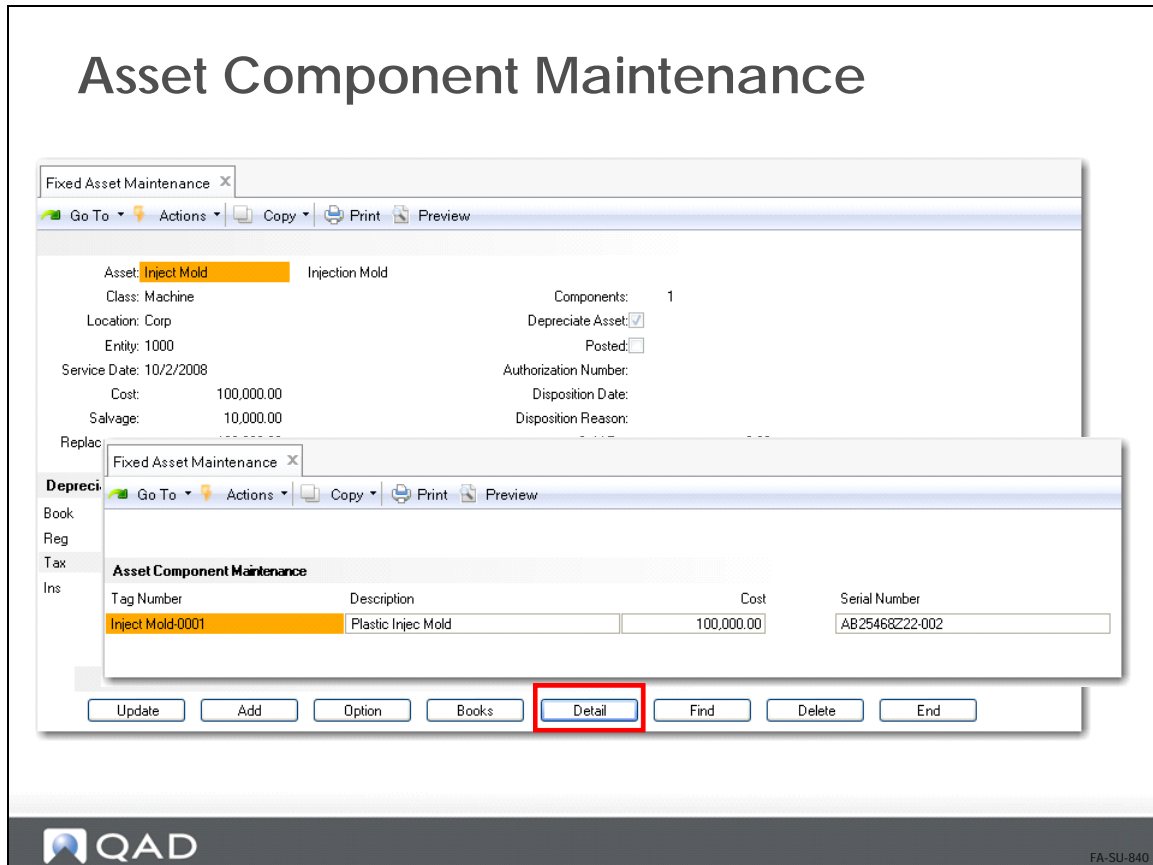 Asset Component Maintenance
Fixed Asset Maintenance
Go To Actions Copy Print Preview
Asset: Inject Mold Injection Mold
Class: Machine Components: 1
Location: Corp Depreciate Asset:
Entity: 1000 Posted:
Service Date: 10/2/2008 Authorization Number:
Cost: 100,000.00 Disposition Date:
Salvage: 10,000.00 Disposition Reason:
Replac
Fixed Asset Maintenance
Depreci
Go To Actions Copy Print Preview
Book
Reg
Tax
Asset Component Maintenance
Ins
Tag Number Description Cost Serial Number
Inject Mold-0001 Plastic Injec Mold 100,000.00 AB25468Z22-002
Update Add Option Books Detail Find Delete End
QAD
FA-SU-840